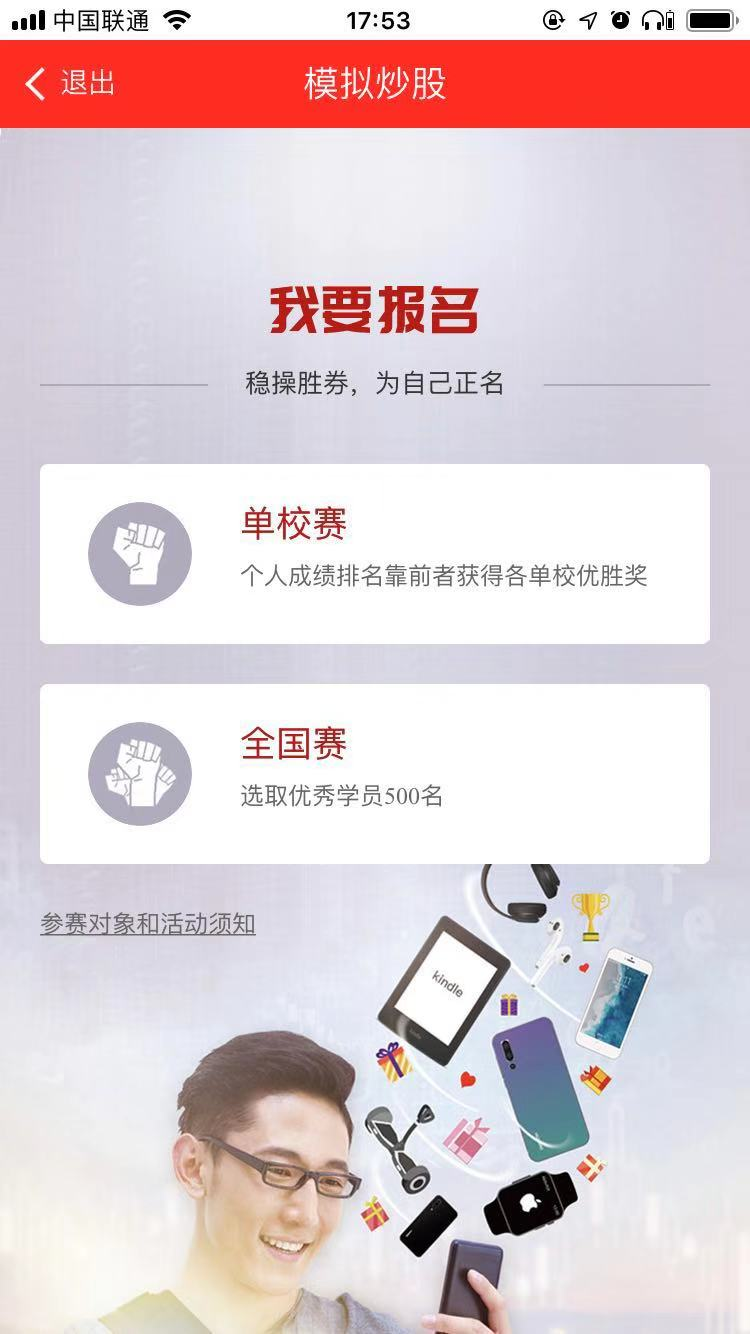 中国联通
17:53
退出
模拟炒股
我要报名
稳操胜券，为自己正名
单校赛
个人成绩排名靠前者获得各单校优胜奖
全国赛
选取优秀学员500名
参赛对象和活动须知
kindle